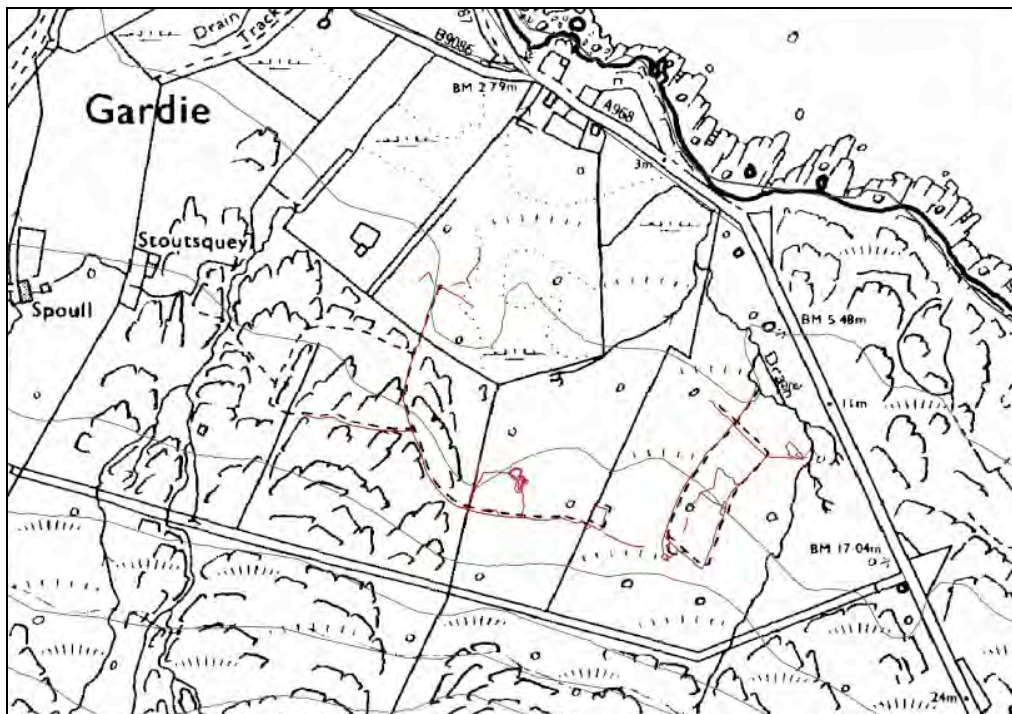 Drain
Track
B9086
87
Gardie
BM 2·79m
A968
3m
Stoutsquey
Spoull
BM 5·48m
Drain
11m
BM 17·04m
24m